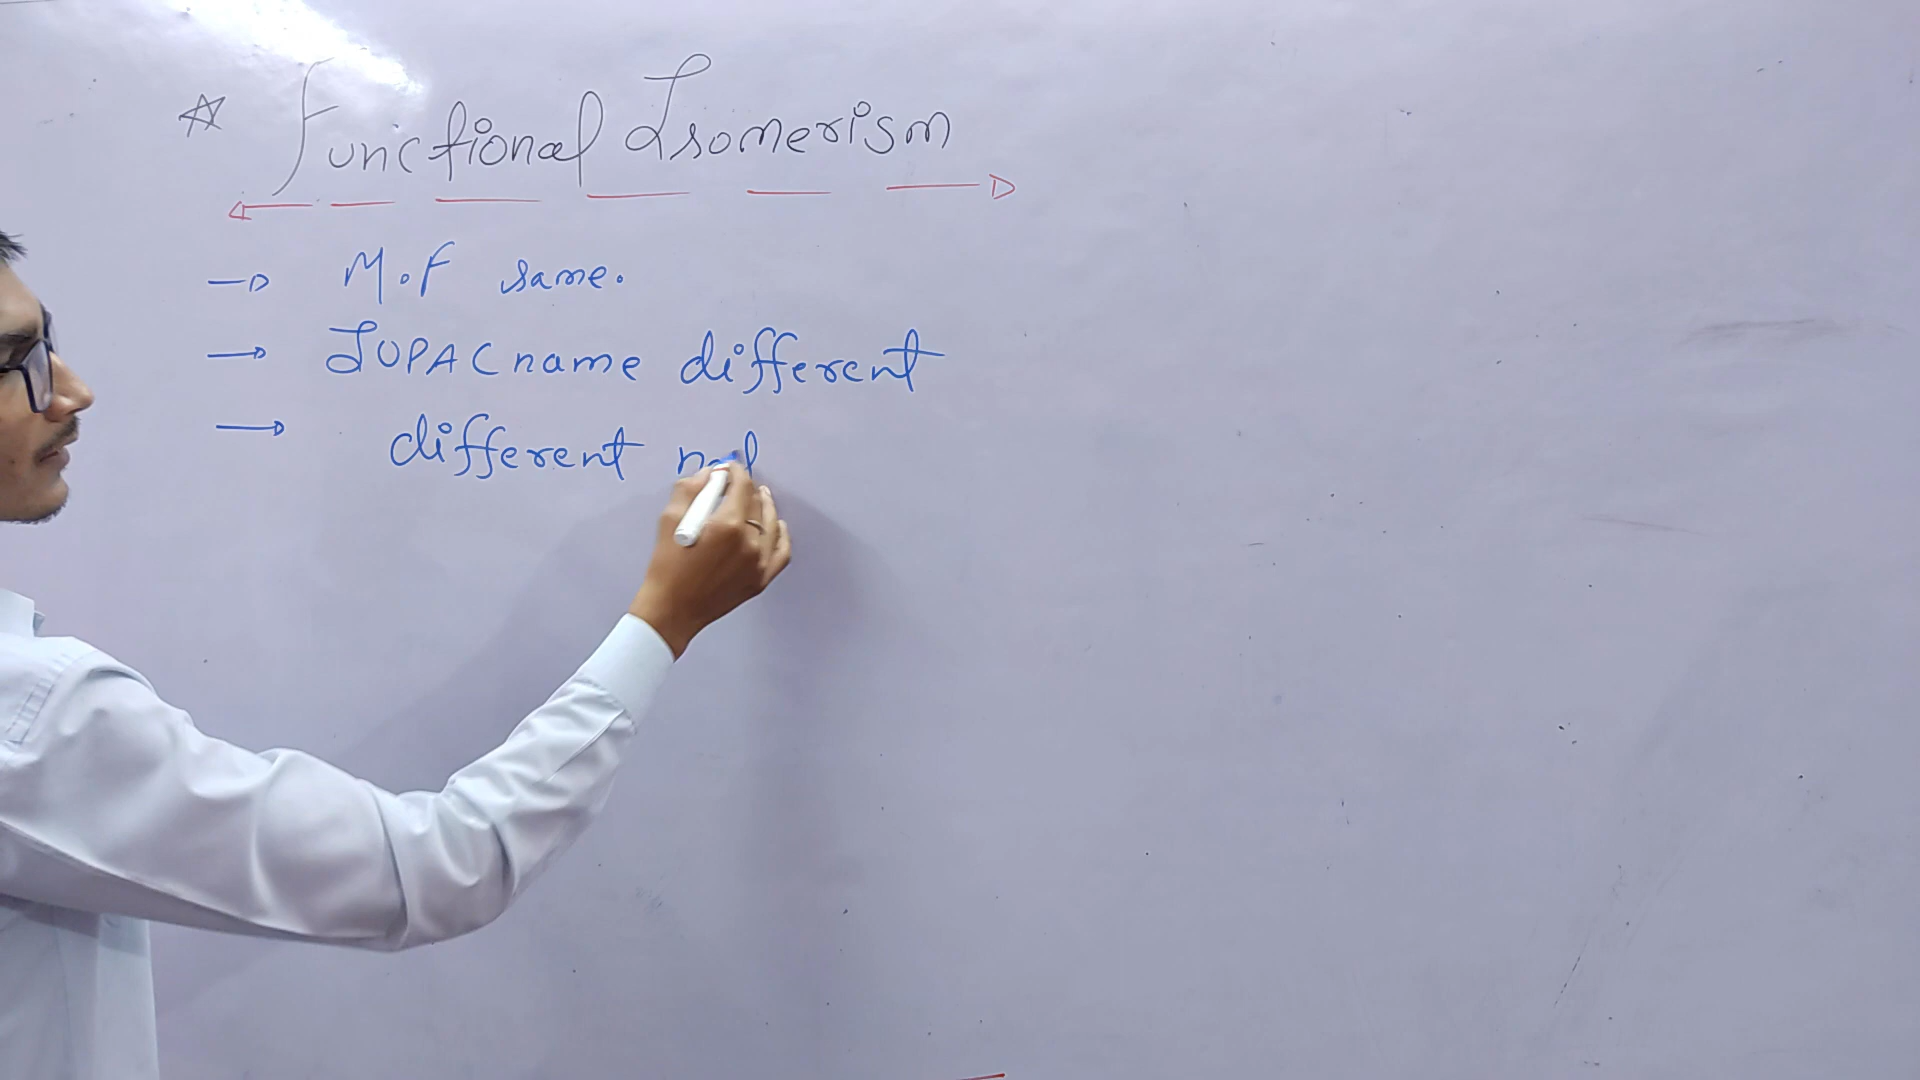 ☆ Functional Isomerism
→ M.F same.
→ IUPAC name different
→ different